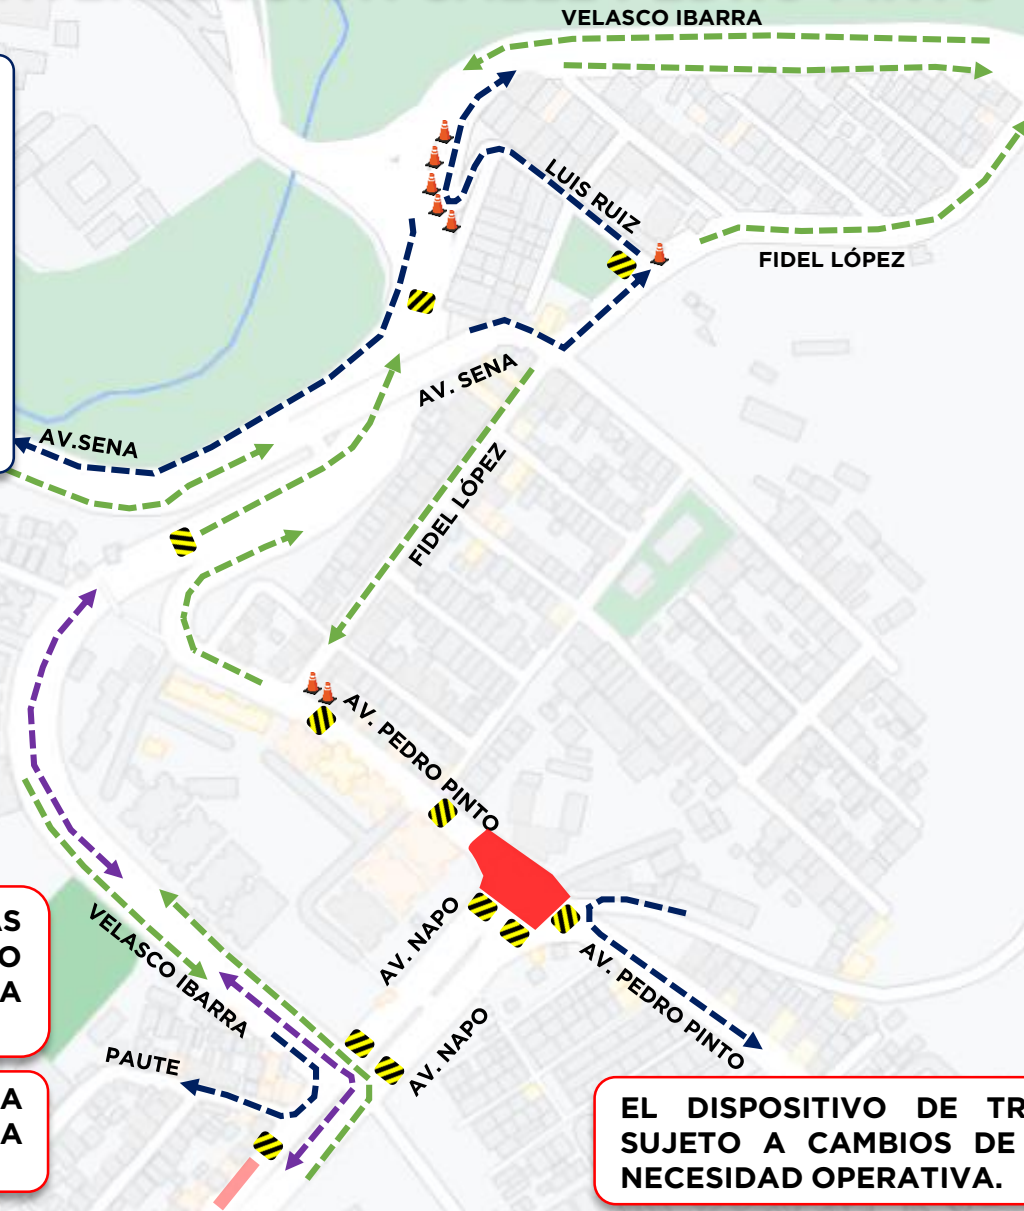 VELASCO IBARRA
LUIS RUIZ
FIDEL LÓPEZ
AV. SENA
AV.SENA
FIDEL LÓPEZ
AV. PEDRO PINTO
AV. NAPO
AV. PEDRO PINTO
VELASCO IBARRA
AV. NAPO
PAUTE
AS
O
A
A
A
EL DISPOSITIVO DE TR
SUJETO A CAMBIOS DE
NECESIDAD OPERATIVA.